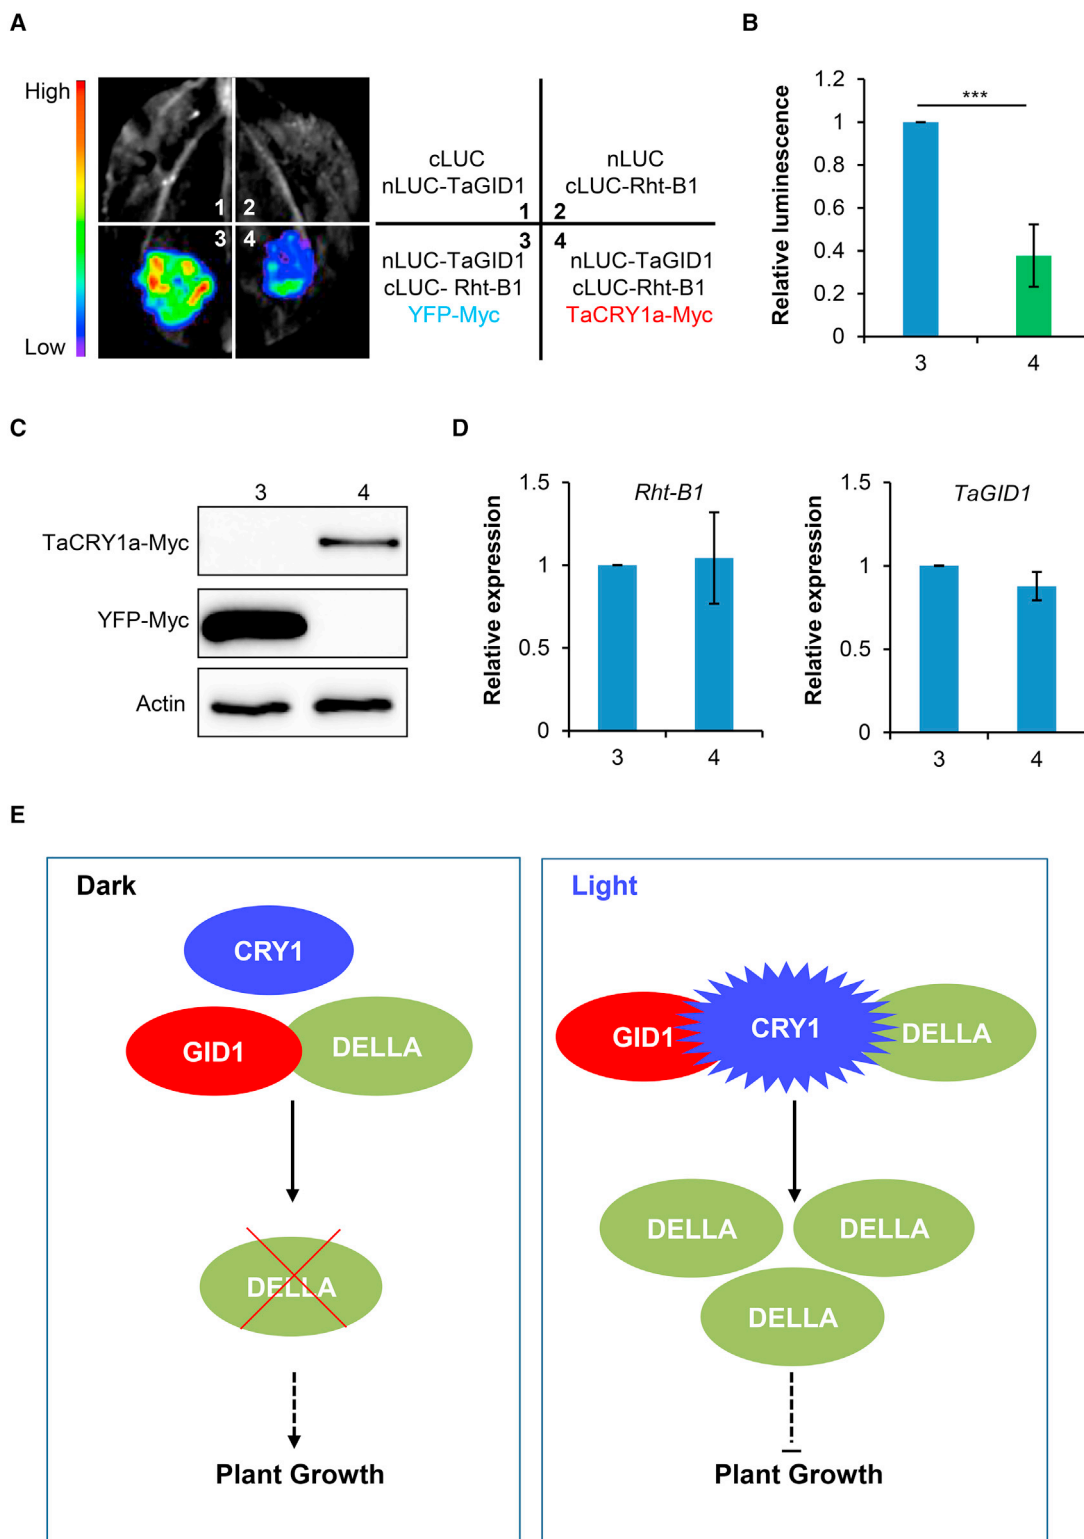 A
High
Low
1
2
3
4
cLUC
nLUC-TaGID1
1
nLUC
cLUC-Rht-B1
2
3
nLUC-TaGID1
cLUC- Rht-B1
YFP-Myc
4
nLUC-TaGID1
cLUC-Rht-B1
TaCRY1a-Myc
B
Relative luminescence
1.2
1
0.8
0.6
0.4
0.2
0
***
3
4
C
3
4
TaCRY1a-Myc
YFP-Myc
Actin
D
Relative expression
1.5
1
0.5
0
Rht-B1
3
4
Relative expression
1.5
1
0.5
0
TaGID1
3
4
E
Dark
CRY1
GID1
DELLA
DELLA
Plant Growth
Light
GID1
CRY1
DELLA
DELLA
DELLA
DELLA
Plant Growth